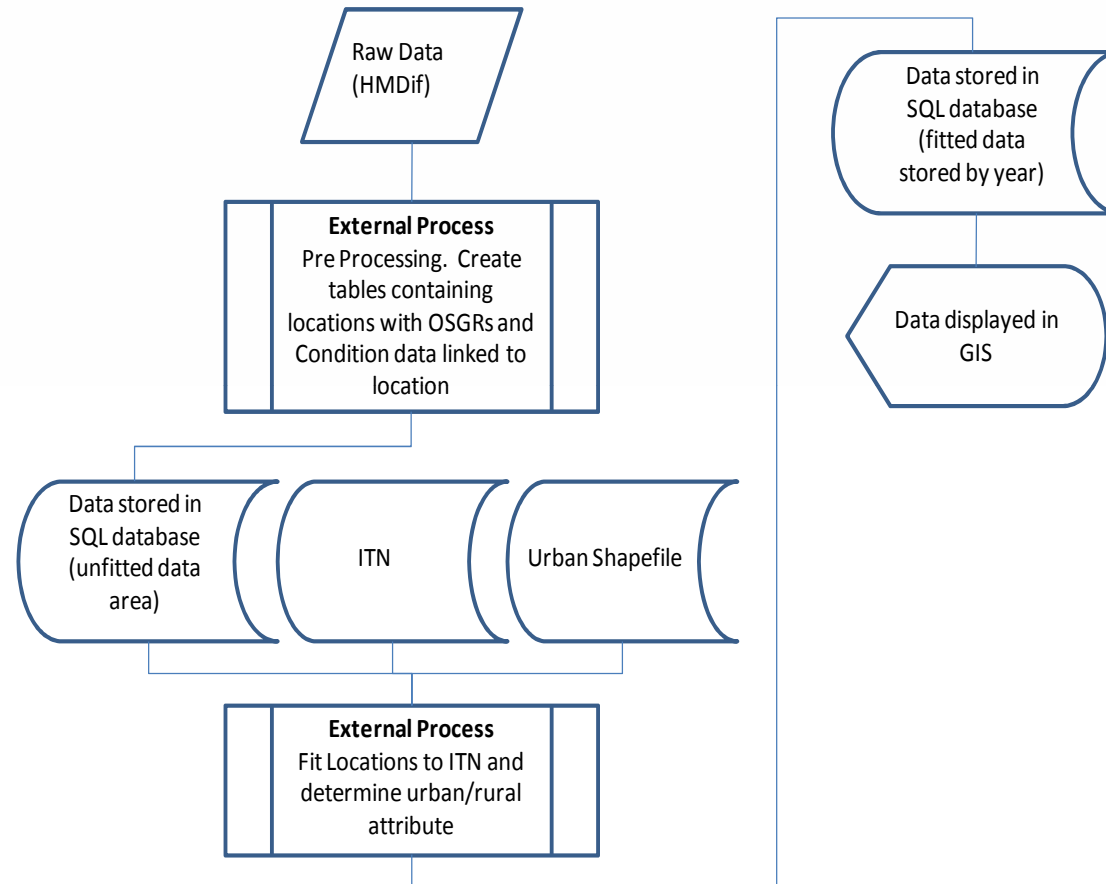 Raw Data
(HMDif)
External Process
Pre Processing. Create
tables containing
locations with OSGRs and
Condition data linked to
location
Data stored in
SQL database
(unfitted data
area)
ITN
Urban Shapefile
External Process
Fit Locations to ITN and
determine urban/rural
attribute
Data stored in
SQL database
(fitted data
stored by year)
Data displayed in
GIS